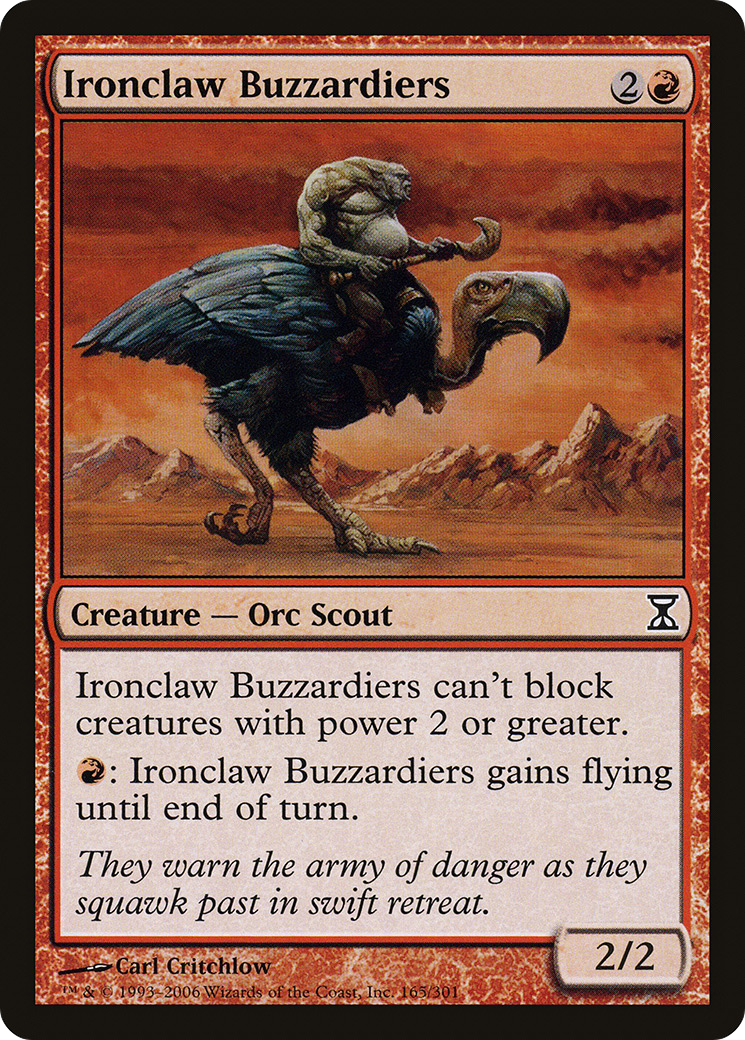 Ironclaw Buzzardiers 2
Creature — Orc Scout
Ironclaw Buzzardiers can't block
creatures with power 2 or greater.
: Ironclaw Buzzardiers gains flying
until end of turn.
They warn the army of danger as they
squawk past in swift retreat.
2/2
Carl Critchlow
™ & © 1993–2006 Wizards of the Coast, Inc. 165/301